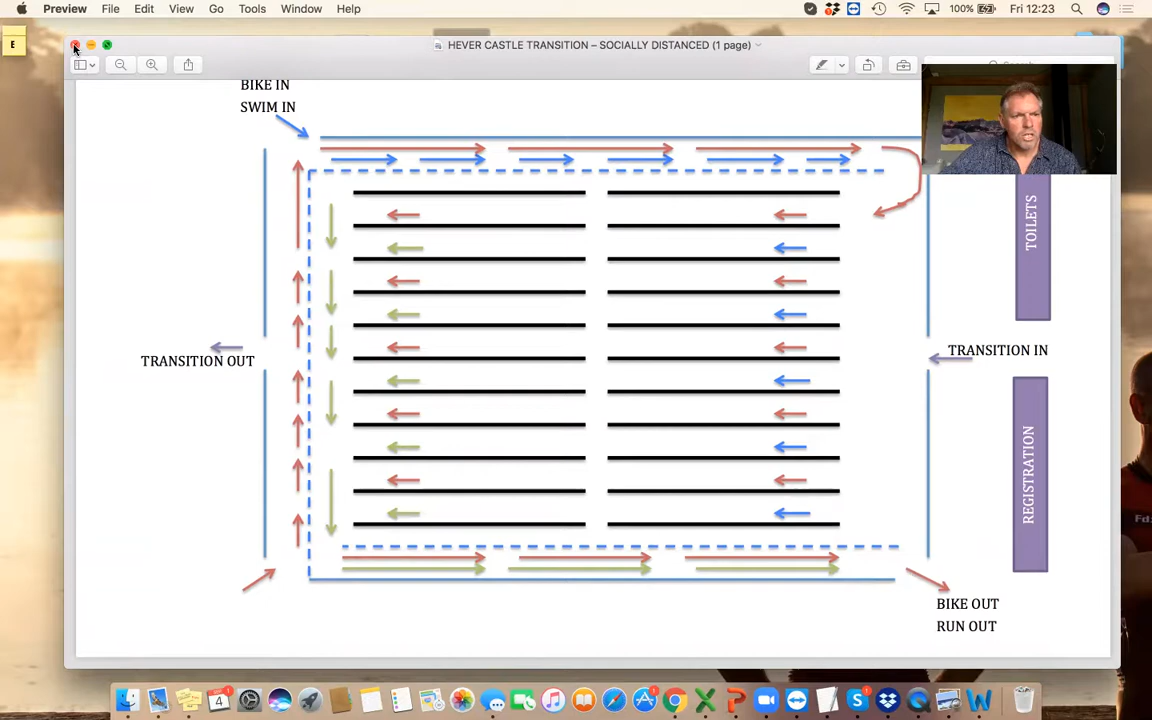 Preview File Edit View Go Tools Window Help 100% Fri 12:23
E
HEVER CASTLE TRANSITION – SOCIALLY DISTANCED (1 page)
BIKE IN
SWIM IN
TOILETS
TRANSITION OUT
TRANSITION IN
REGISTRATION
BIKE OUT
RUN OUT
4